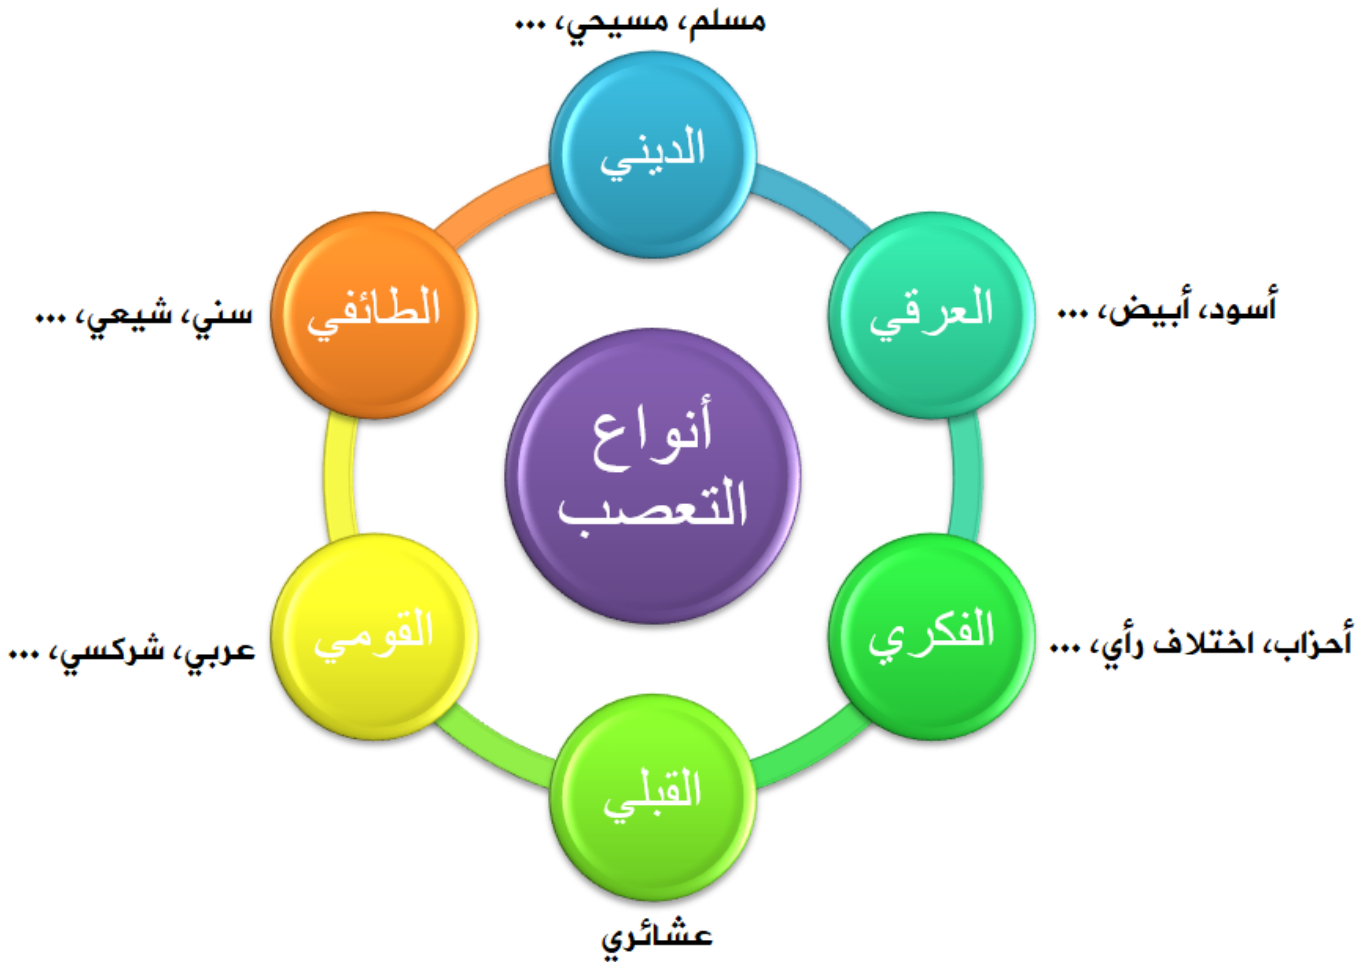 مسلم، مسيحي، ...
الديني
العرقي
أسود، أبيض، ...
الطائفي
سني، شيعي، ...
أنواع
التعصب
الفكري
أحزاب، اختلاف رأي، ...
القومي
عربي، شركسي، ...
القبلي
عشائري